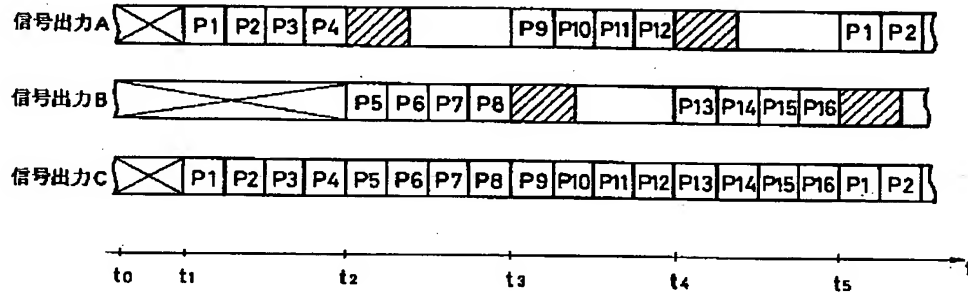 信号出力A P1 P2 P3 P4 P9 P10 P11 P12 P1 P2
信号出力B P5 P6 P7 P8 P13 P14 P15 P16
信号出力C P1 P2 P3 P4 P5 P6 P7 P8 P9 P10 P11 P12 P13 P14 P15 P16 P1 P2
t0 t1 t2 t3 t4 t5 t